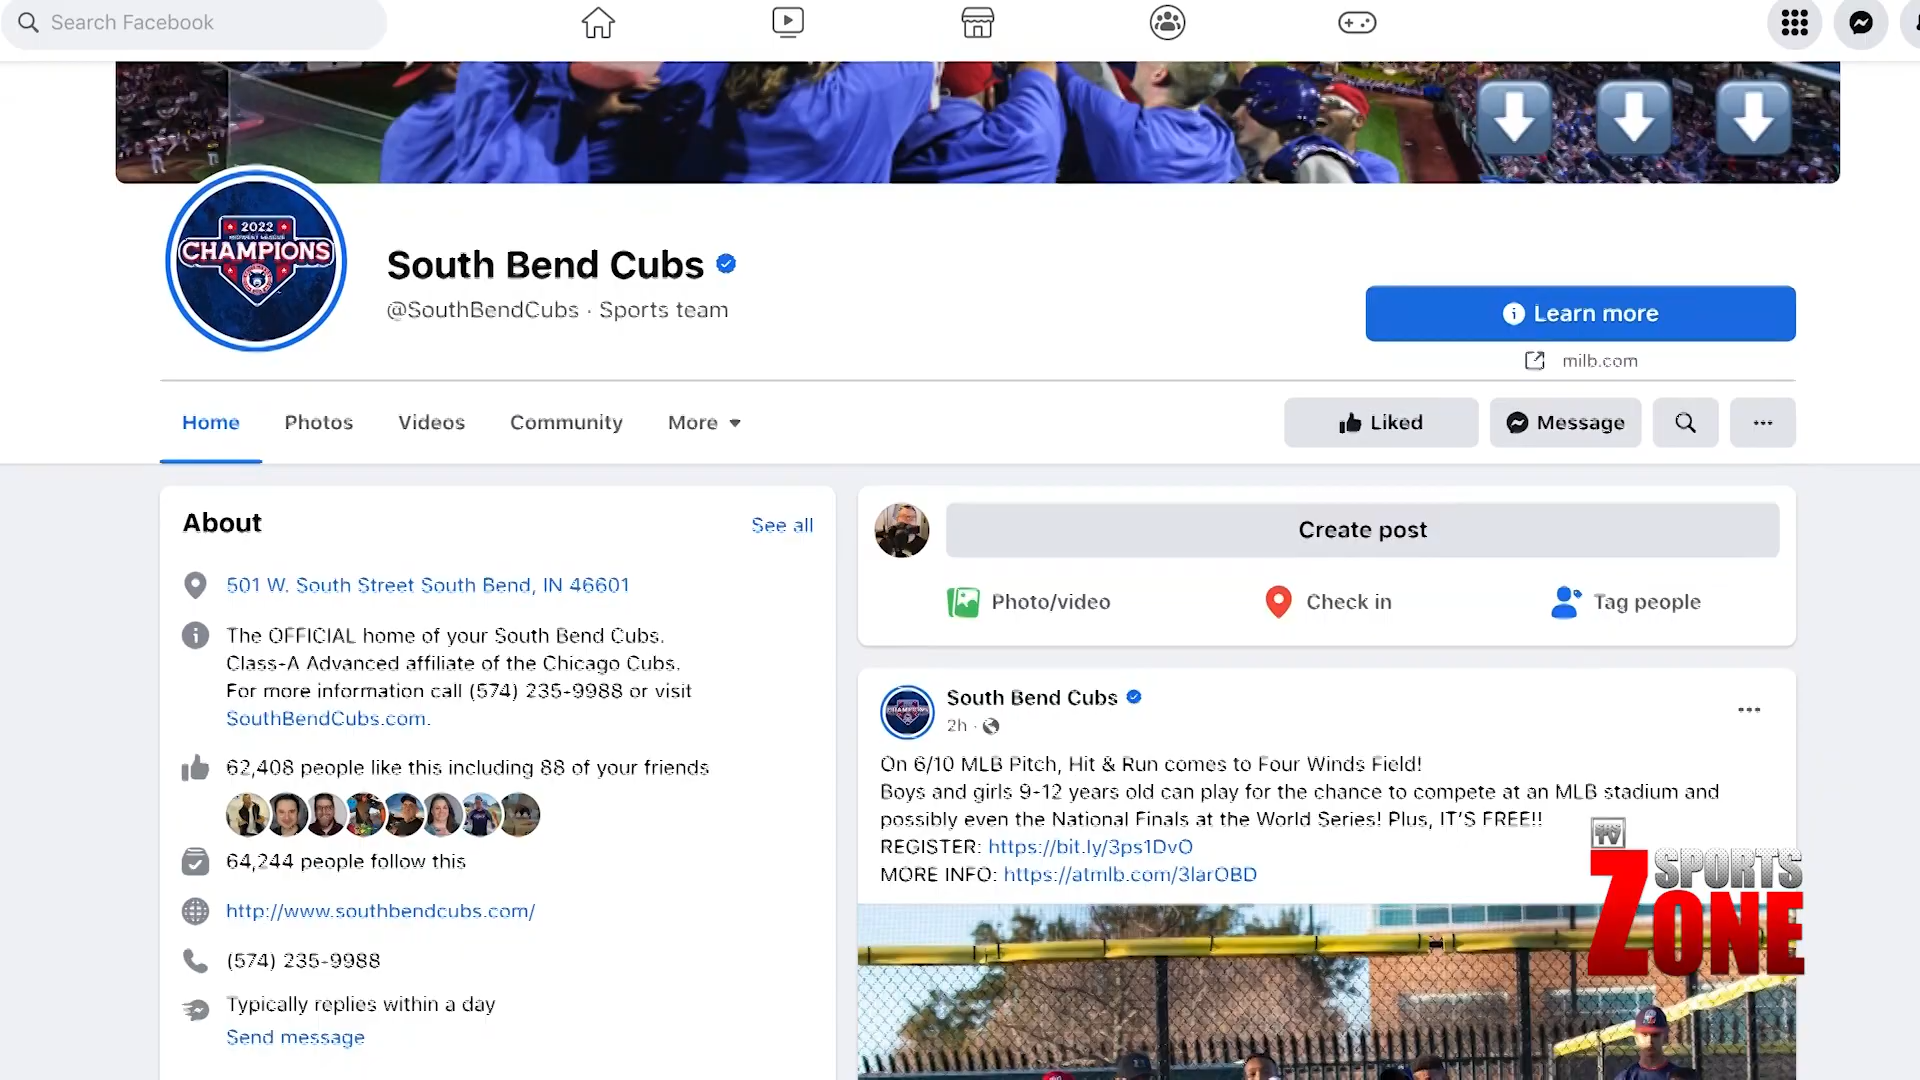 Search Facebook
2022
CHAMPIONS
South Bend Cubs
@SouthBendCubs · Sports team
Learn more
milb.com
Home
Photos
Videos
Community
More
Liked
Message
About
See all
501 W. South Street South Bend, IN 46601
The OFFICIAL home of your South Bend Cubs.
Class-A Advanced affiliate of the Chicago Cubs.
For more information call (574) 235-9988 or visit
SouthBendCubs.com.
62,408 people like this including 88 of your friends
64,244 people follow this
http://www.southbendcubs.com/
(574) 235-9988
Typically replies within a day
Send message
Create post
Photo/video
Check in
Tag people
CHAMPIONS
South Bend Cubs
2h ·
On 6/10 MLB Pitch, Hit & Run comes to Four Winds Field!
Boys and girls 9-12 years old can play for the chance to compete at an MLB stadium and
possibly even the National Finals at the World Series! Plus, IT'S FREE!!
REGISTER: https://bit.ly/3ps1DvO
MORE INFO: https://atmlb.com/3larOBD
TV
SPORTS
ZONE